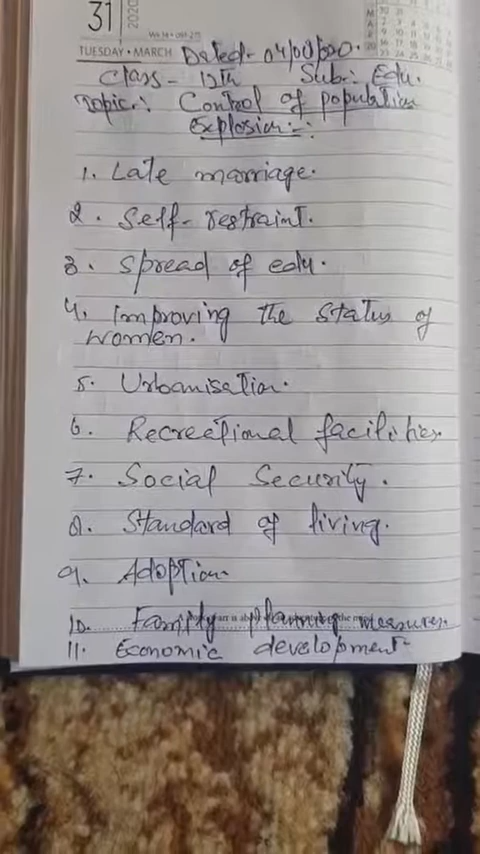 31
2020
TUESDAY • MARCH Dated- 04/08/020.
Class- 12th Sub:- Edu.
Topic:- Control of population
Explosion:-
1. Late marriage.
2. Self-restraint.
3. Spread of edu.
4. Improving the status of
women.
5. Urbanisation.
6. Recreational facilities.
7. Social Security.
8. Standard of living.
9. Adoption
10. Family planning measures.
11. Economic development